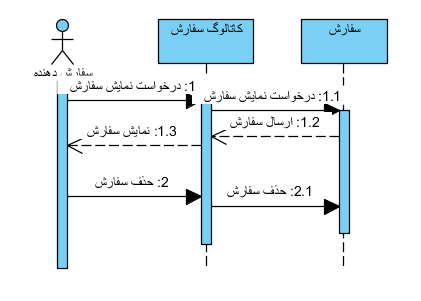 کاتالوگ سفارش
سفارش
سفارش دهنده
1: درخواست نمایش سفارش
1.1: درخواست نمایش سفارش
1.2: ارسال سفارش
1.3: نمایش سفارش
2: حذف سفارش
2.1: حذف سفارش